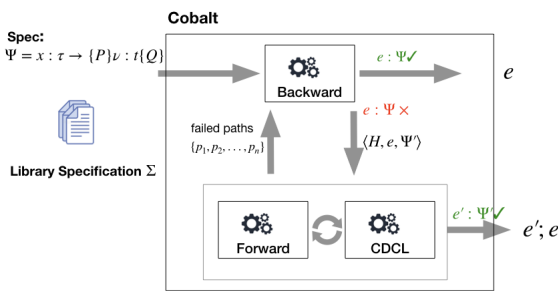 Cobalt
Spec:
Ψ = x : τ → {P}ν : t{Q}
e : Ψ✓
e
Backward
e : Ψ ×
failed paths
{p₁, p₂, . . . , pₙ}
⟨H, e, Ψ'⟩
Library Specification Σ
e' : Ψ'✓
e'; e
Forward
CDCL